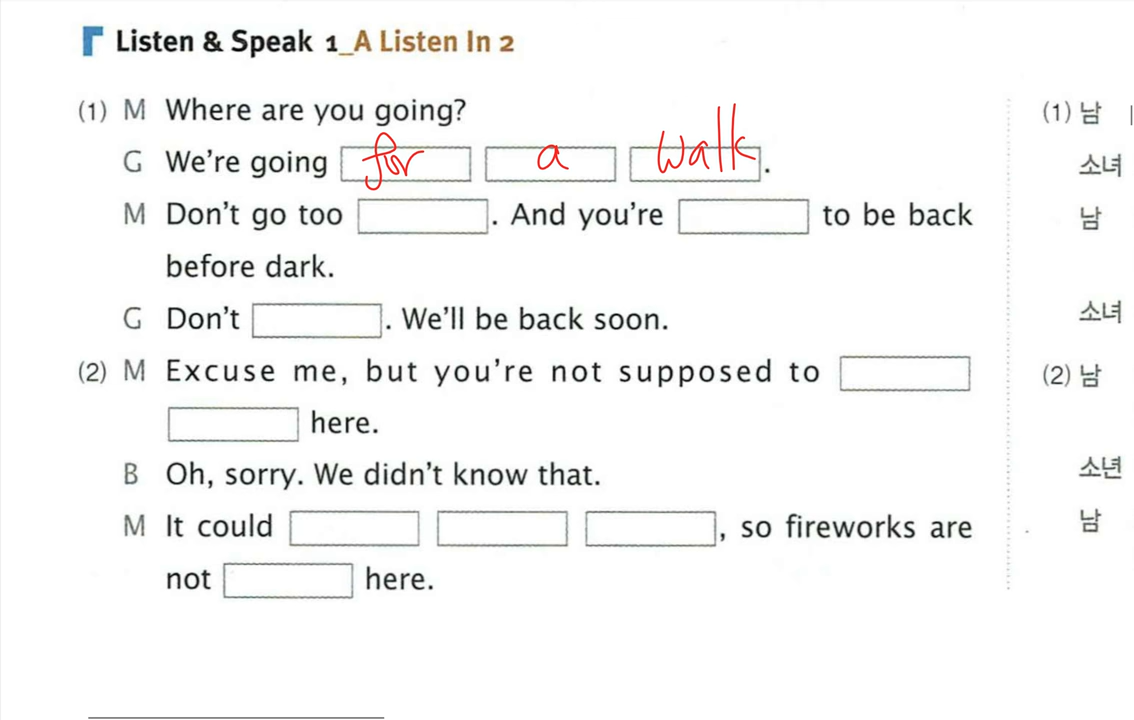 Listen & Speak 1_A Listen In 2
(1) M Where are you going? (1) 남
G We're going for a walk. 소녀
M Don't go too . And you're to be back 남
before dark.
G Don't . We'll be back soon. 소녀
(2) M Excuse me, but you're not supposed to (2) 남
here.
B Oh, sorry. We didn't know that. 소년
M It could , so fireworks are 남
not here.